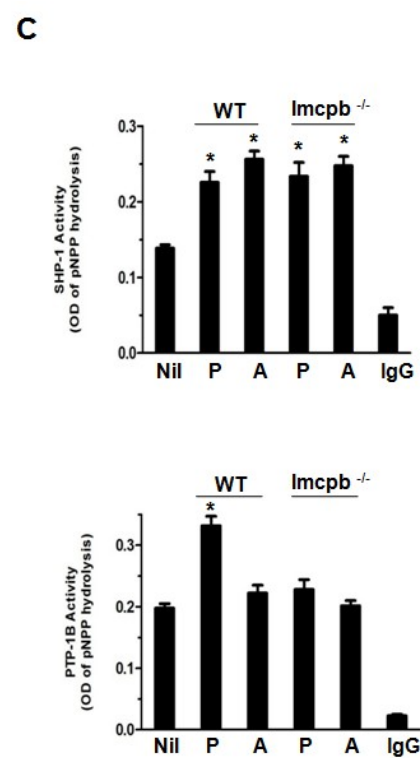 C
WT lmcpb -/-
* * * *
0.3
0.2
0.1
0.0
SHP-1 Activity
(OD of pNPP hydrolysis)
Nil P A P A IgG
WT lmcpb -/-
*
0.3
0.2
0.1
0.0
PTP-1B Activity
(OD of pNPP hydrolysis)
Nil P A P A IgG